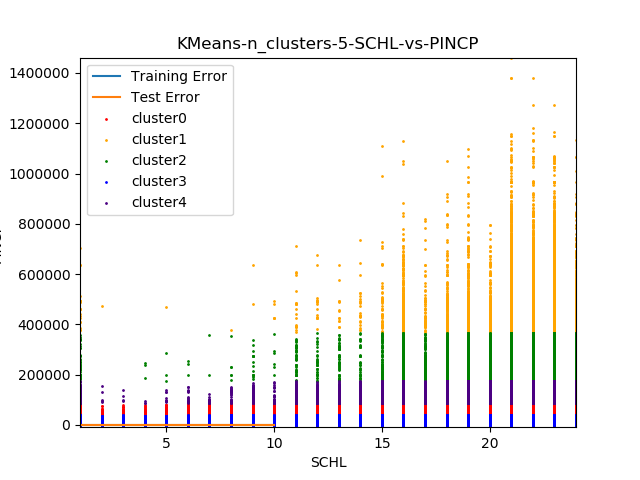 KMeans-n_clusters-5-SCHL-vs-PINCP
1400000
1200000
1000000
800000
600000
400000
200000
0
Training Error
Test Error
cluster0
cluster1
cluster2
cluster3
cluster4
5
10
15
20
SCHL